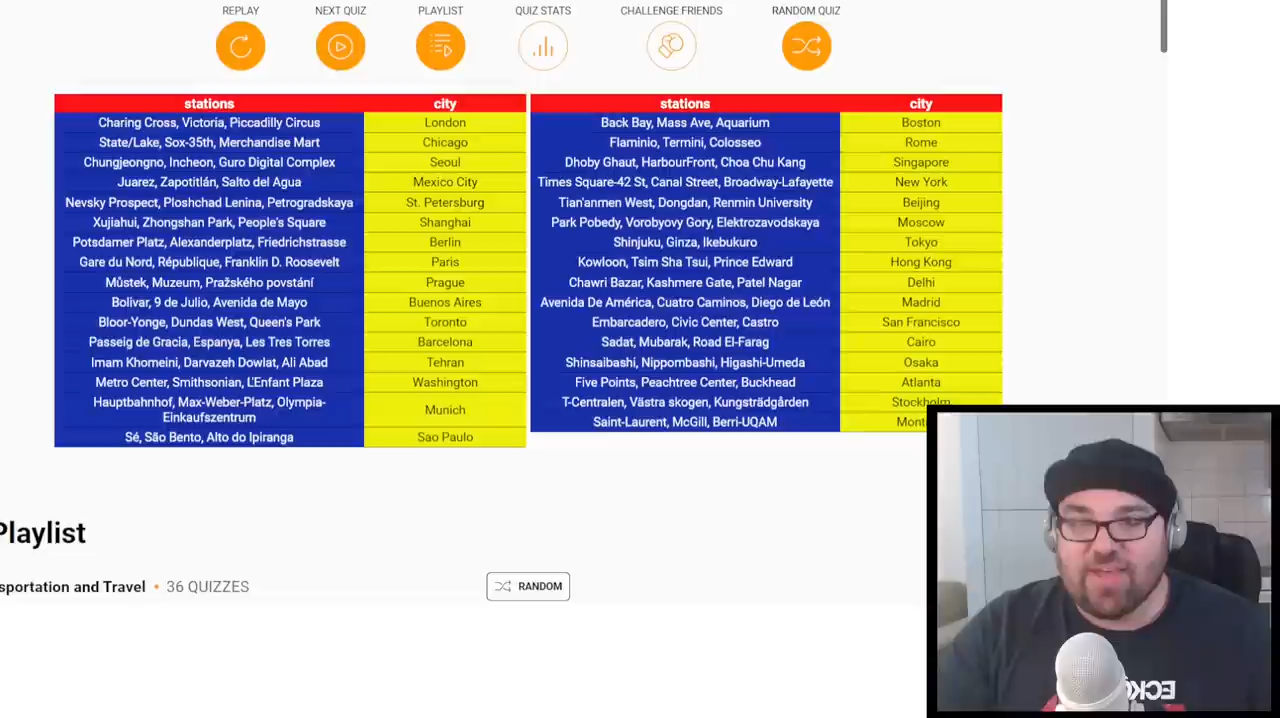 REPLAY NEXT QUIZ PLAYLIST QUIZ STATS CHALLENGE FRIENDS RANDOM QUIZ
stations city
Charing Cross, Victoria, Piccadilly Circus London
State/Lake, Sox-35th, Merchandise Mart Chicago
Chungjeongno, Incheon, Guro Digital Complex Seoul
Juarez, Zapotitlán, Salto del Agua Mexico City
Nevsky Prospect, Ploshchad Lenina, Petrogradskaya St. Petersburg
Xujiahui, Zhongshan Park, People's Square Shanghai
Potsdamer Platz, Alexanderplatz, Friedrichstrasse Berlin
Gare du Nord, République, Franklin D. Roosevelt Paris
Můstek, Muzeum, Pražského povstání Prague
Bolivar, 9 de Julio, Avenida de Mayo Buenos Aires
Bloor-Yonge, Dundas West, Queen's Park Toronto
Passeig de Gracia, Espanya, Les Tres Torres Barcelona
Imam Khomeini, Darvazeh Dowlat, Ali Abad Tehran
Metro Center, Smithsonian, L'Enfant Plaza Washington
Hauptbahnhof, Max-Weber-Platz, Olympia-
Einkaufszentrum Munich
Sé, São Bento, Alto do Ipiranga Sao Paulo
stations city
Back Bay, Mass Ave, Aquarium Boston
Flaminio, Termini, Colosseo Rome
Dhoby Ghaut, HarbourFront, Choa Chu Kang Singapore
Times Square-42 St, Canal Street, Broadway-Lafayette New York
Tian'anmen West, Dongdan, Renmin University Beijing
Park Pobedy, Vorobyovy Gory, Elektrozavodskaya Moscow
Shinjuku, Ginza, Ikebukuro Tokyo
Kowloon, Tsim Sha Tsui, Prince Edward Hong Kong
Chawri Bazar, Kashmere Gate, Patel Nagar Delhi
Avenida De América, Cuatro Caminos, Diego de León Madrid
Embarcadero, Civic Center, Castro San Francisco
Sadat, Mubarak, Road El-Farag Cairo
Shinsaibashi, Nippombashi, Higashi-Umeda Osaka
Five Points, Peachtree Center, Buckhead Atlanta
T-Centralen, Västra skogen, Kungsträdgården Stockholm
Saint-Laurent, McGill, Berri-UQAM Mont
Playlist
sportation and Travel • 36 QUIZZES RANDOM